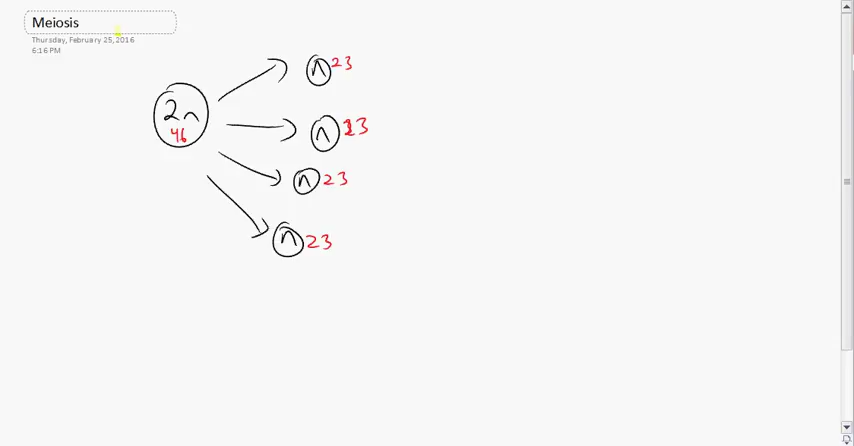 Meiosis
Thursday, February 25, 2016
6:16 PM
n 23
2n
46
n 23
n 23
n 23